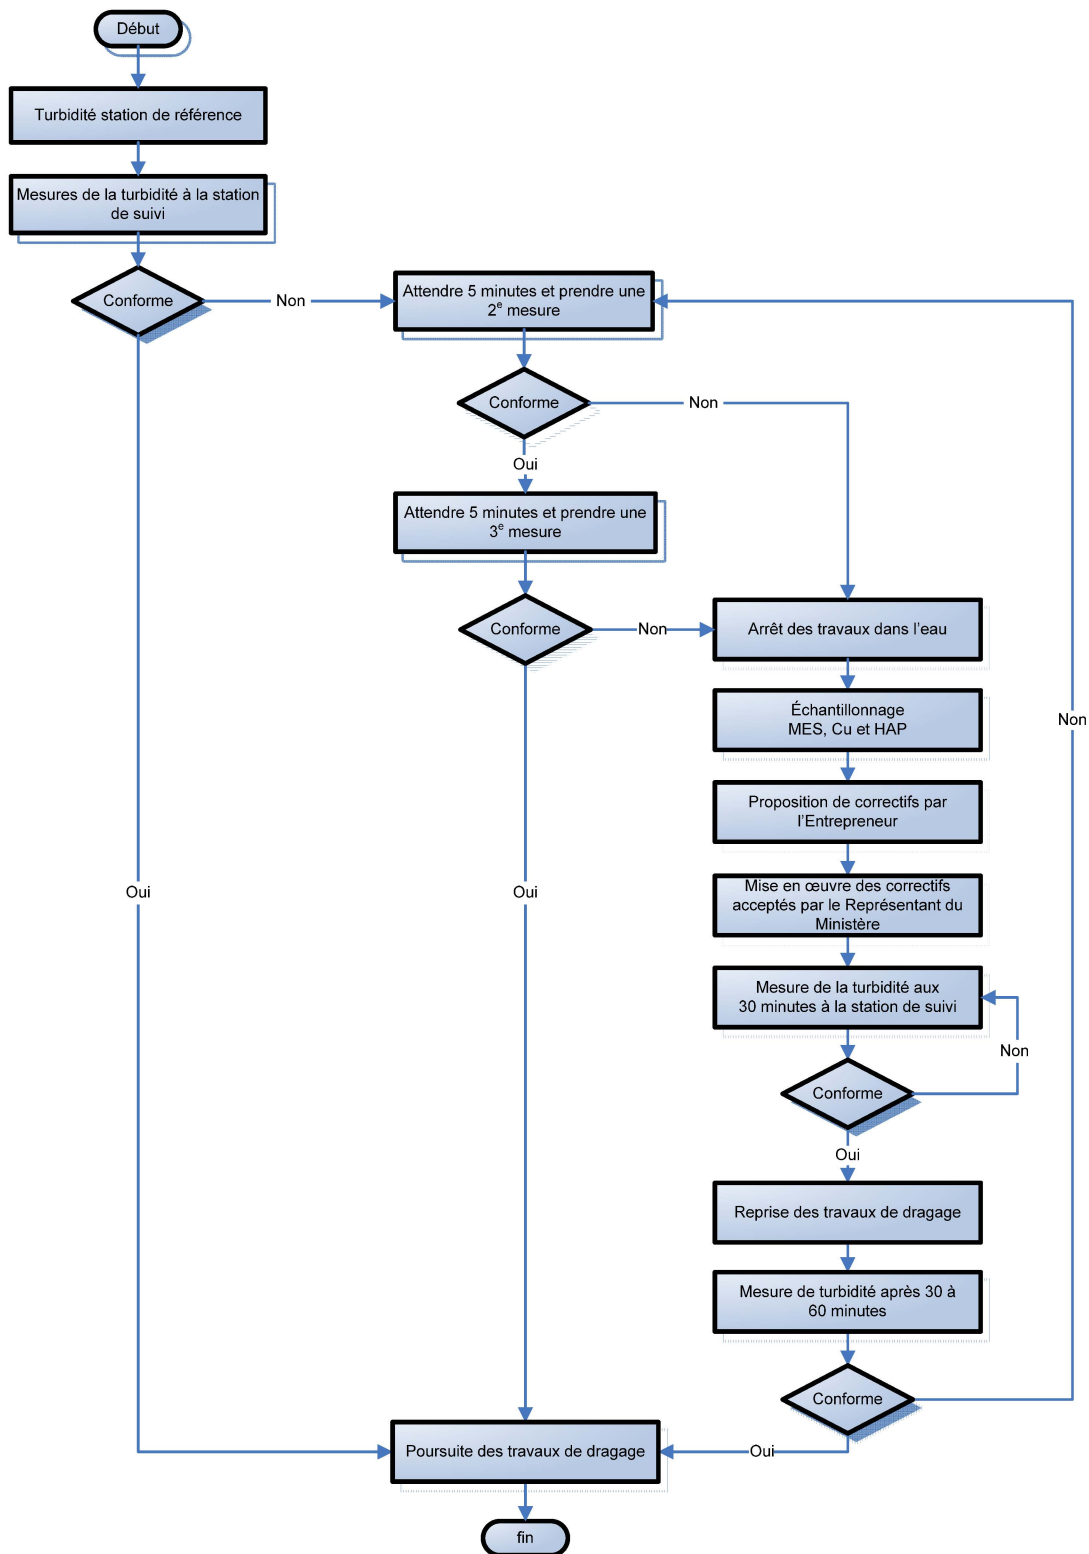 Début
Turbidité station de référence
Mesures de la turbidité à la station
de suivi
Conforme
Non
Attendre 5 minutes et prendre une
2e mesure
Conforme
Non
Oui
Attendre 5 minutes et prendre une
3e mesure
Conforme
Non
Arrêt des travaux dans l'eau
Échantillonnage
MES, Cu et HAP
Non
Proposition de correctifs par
l'Entrepreneur
Oui
Oui
Mise en œuvre des correctifs
acceptés par le Représentant du
Ministère
Mesure de la turbidité aux
30 minutes à la station de suivi
Non
Conforme
Oui
Reprise des travaux de dragage
Mesure de turbidité après 30 à
60 minutes
Conforme
Oui
Poursuite des travaux de dragage
fin